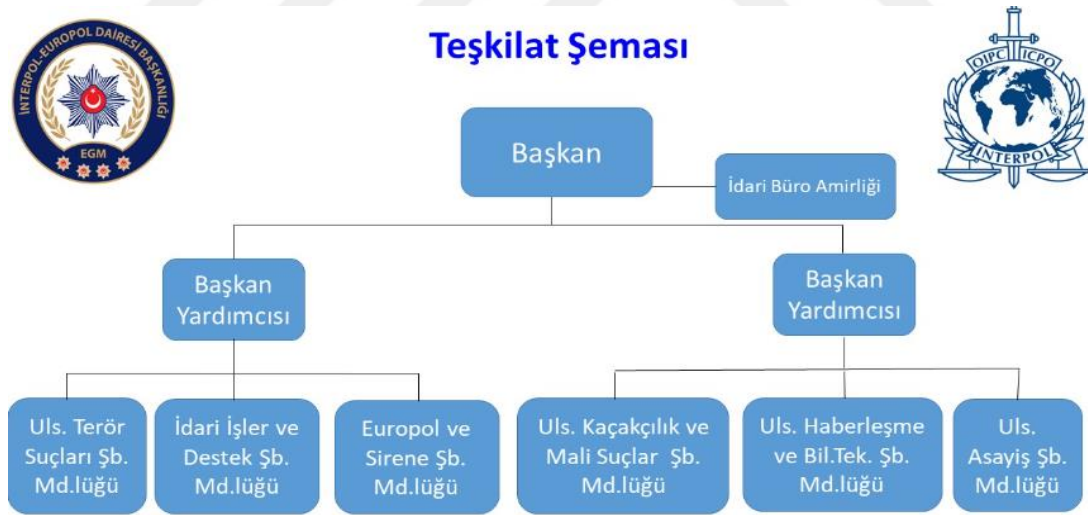 Teşkilat Şeması
İNTERPOL-EUROPOL DAİRESİ BAŞKANLIĞI
EGM
OIPC ICPO
INTERPOL
Başkan
İdari Büro Amirliği
Başkan
Yardımcısı
Başkan
Yardımcısı
Uls. Terör
Suçları Şb.
Md.lüğü
İdari İşler ve
Destek Şb.
Md.lüğü
Europol ve
Sirene Şb.
Md.lüğü
Uls. Kaçakçılık ve
Mali Suçlar Şb.
Md.lüğü
Uls. Haberleşme
ve Bil.Tek. Şb.
Md.lüğü
Uls.
Asayiş Şb.
Md.lüğü